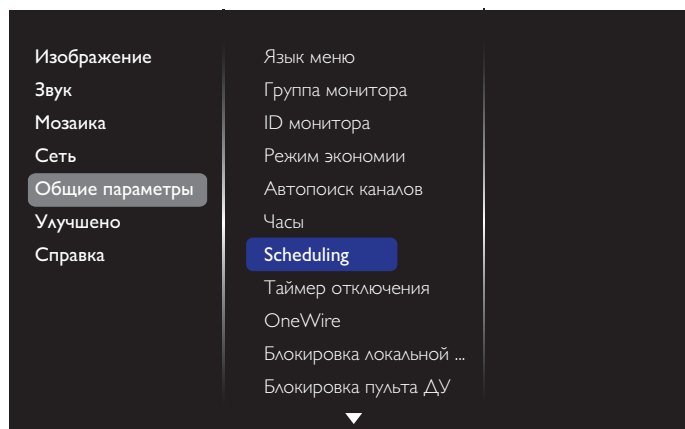 Изображение
Звук
Мозаика
Сеть
Общие параметры
Улучшено
Справка
Язык меню
Группа монитора
ID монитора
Режим экономии
Автопоиск каналов
Часы
Scheduling
Таймер отключения
OneWire
Блокировка локальной ...
Блокировка пульта ДУ